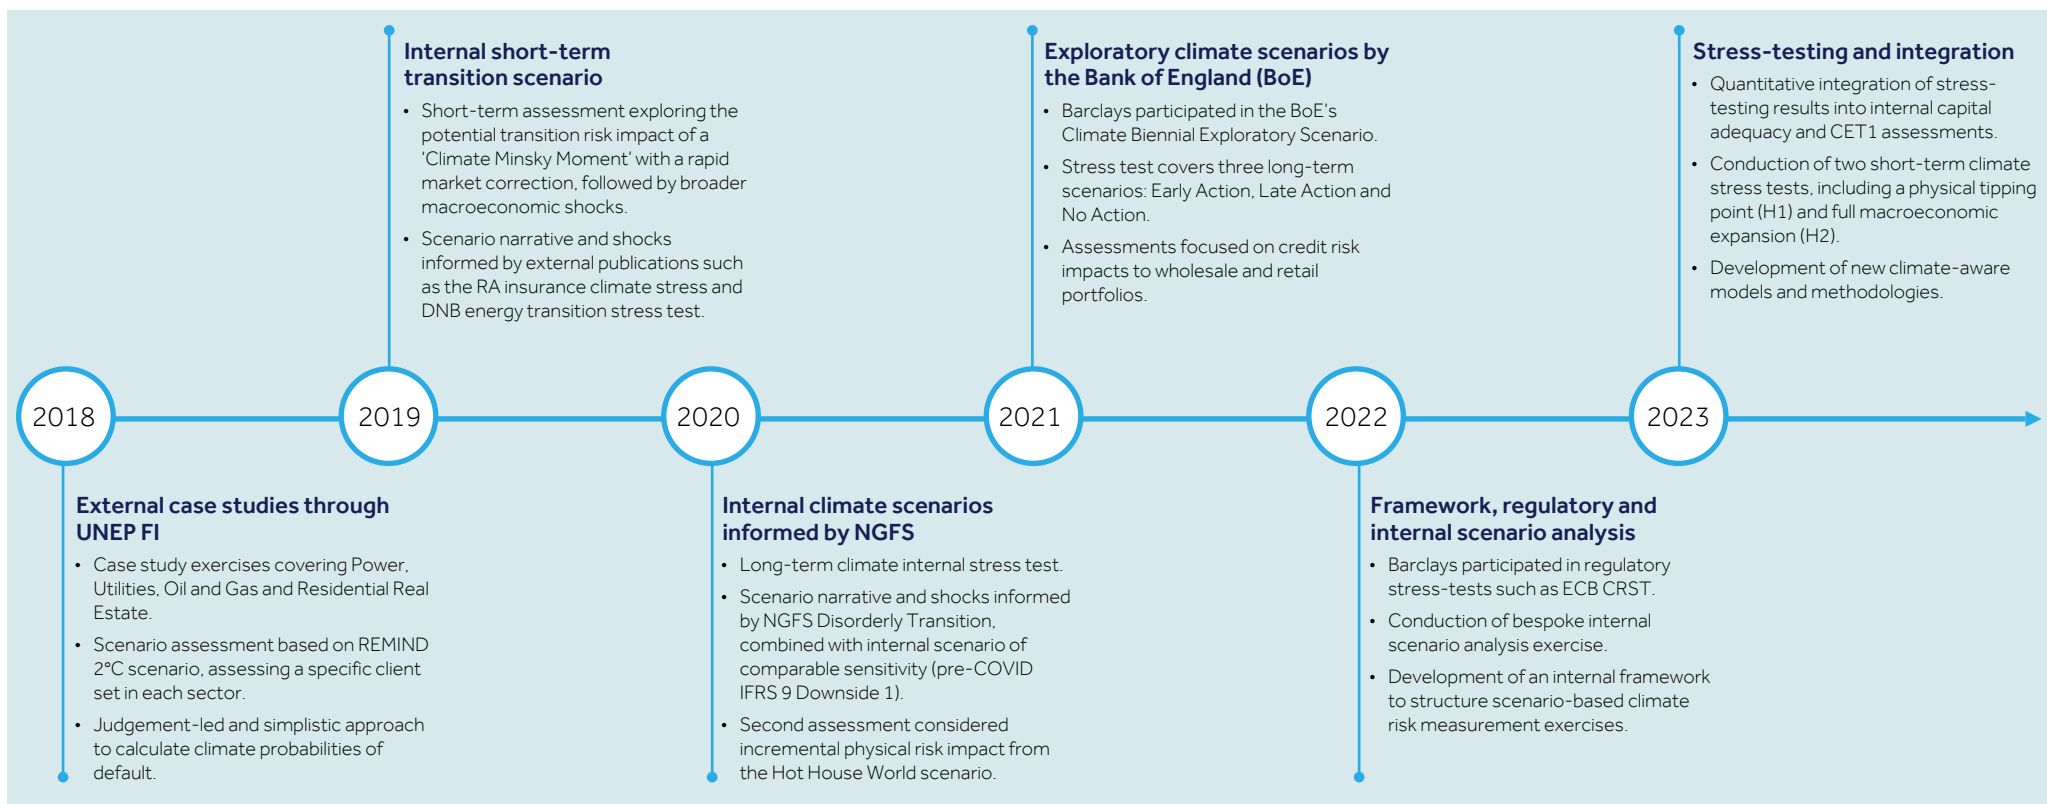 2018
External case studies through
UNEP FI
• Case study exercises covering Power,
Utilities, Oil and Gas and Residential Real
Estate.
• Scenario assessment based on REMIND
2°C scenario, assessing a specific client
set in each sector.
• Judgement-led and simplistic approach
to calculate climate probabilities of
default.
2019
Internal short-term
transition scenario
• Short-term assessment exploring the
potential transition risk impact of a
‘Climate Minsky Moment’ with a rapid
market correction, followed by broader
macroeconomic shocks.
• Scenario narrative and shocks
informed by external publications such
as the RA insurance climate stress and
DNB energy transition stress test.
2020
Internal climate scenarios
informed by NGFS
• Long-term climate internal stress test.
• Scenario narrative and shocks informed
by NGFS Disorderly Transition,
combined with internal scenario of
comparable sensitivity (pre-COVID
IFRS 9 Downside 1).
• Second assessment considered
incremental physical risk impact from
the Hot House World scenario.
2021
Exploratory climate scenarios by
the Bank of England (BoE)
• Barclays participated in the BoE’s
Climate Biennial Exploratory Scenario.
• Stress test covers three long-term
scenarios: Early Action, Late Action and
No Action.
• Assessments focused on credit risk
impacts to wholesale and retail
portfolios.
2022
Framework, regulatory and
internal scenario analysis
• Barclays participated in regulatory
stress-tests such as ECB CRST.
• Conduction of bespoke internal
scenario analysis exercise.
• Development of an internal framework
to structure scenario-based climate
risk measurement exercises.
2023
Stress-testing and integration
• Quantitative integration of stress-
testing results into internal capital
adequacy and CET1 assessments.
• Conduction of two short-term climate
stress tests, including a physical tipping
point (H1) and full macroeconomic
expansion (H2).
• Development of new climate-aware
models and methodologies.